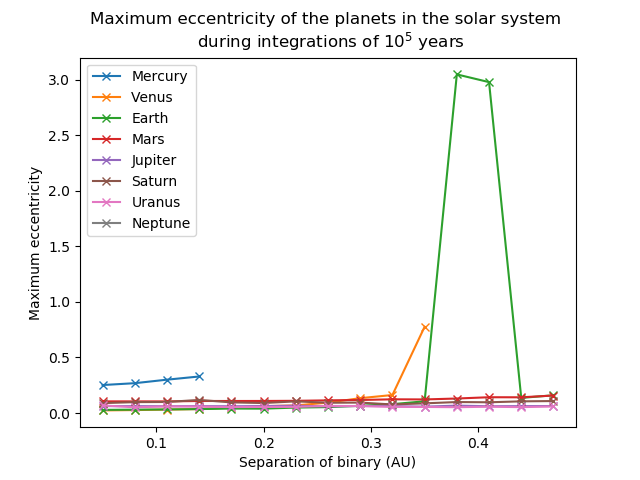 Maximum eccentricity of the planets in the solar system
during integrations of 10⁵ years
Maximum eccentricity
3.0
2.5
2.0
1.5
1.0
0.5
0.0
Mercury
Venus
Earth
Mars
Jupiter
Saturn
Uranus
Neptune
0.1 0.2 0.3 0.4
Separation of binary (AU)